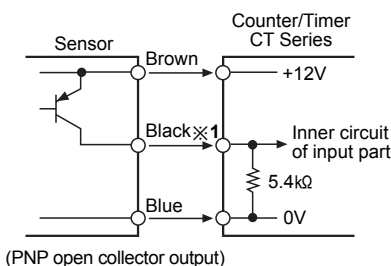 Counter/Timer
CT Series
Sensor
Brown
+12V
Black※1
Inner circuit
of input part
5.4kΩ
Blue
0V
(PNP open collector output)